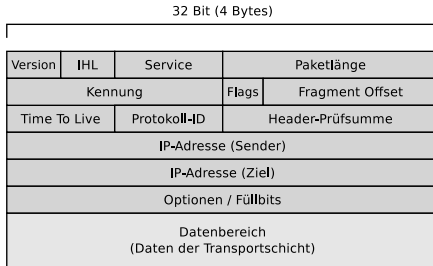 32 Bit (4 Bytes)
Version IHL Service Paketlänge
Kennung Flags Fragment Offset
Time To Live Protokoll-ID Header-Prüfsumme
IP-Adresse (Sender)
IP-Adresse (Ziel)
Optionen / Füllbits
Datenbereich
(Daten der Transportschicht)